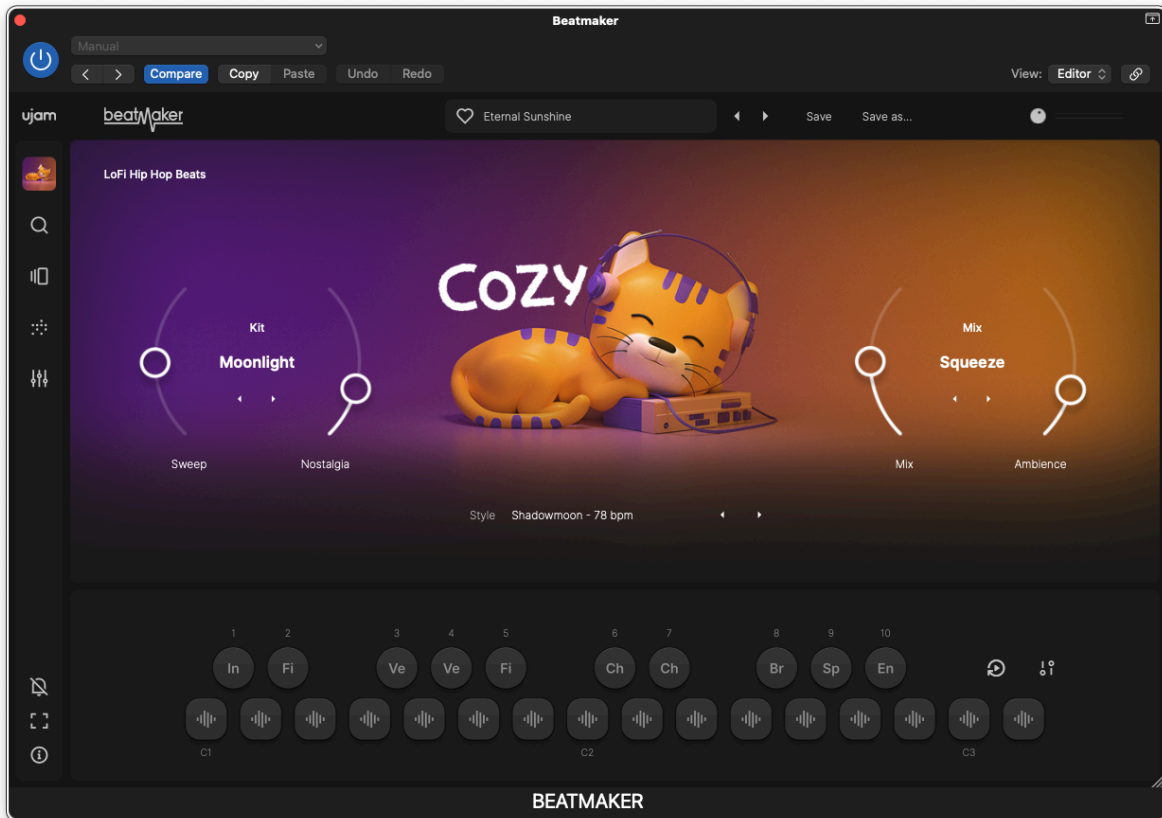 Beatmaker
Manual
Compare Copy Paste Undo Redo View: Editor
ujam beatMaker Eternal Sunshine Save Save as...
LoFi Hip Hop Beats
COZY
Kit Mix
Moonlight Squeeze
Sweep Nostalgia Mix Ambience
Style Shadowmoon - 78 bpm
1 2 3 4 5 6 7 8 9 10
In Fi Ve Ve Fi Ch Ch Br Sp En
C1 C2 C3
BEATMAKER